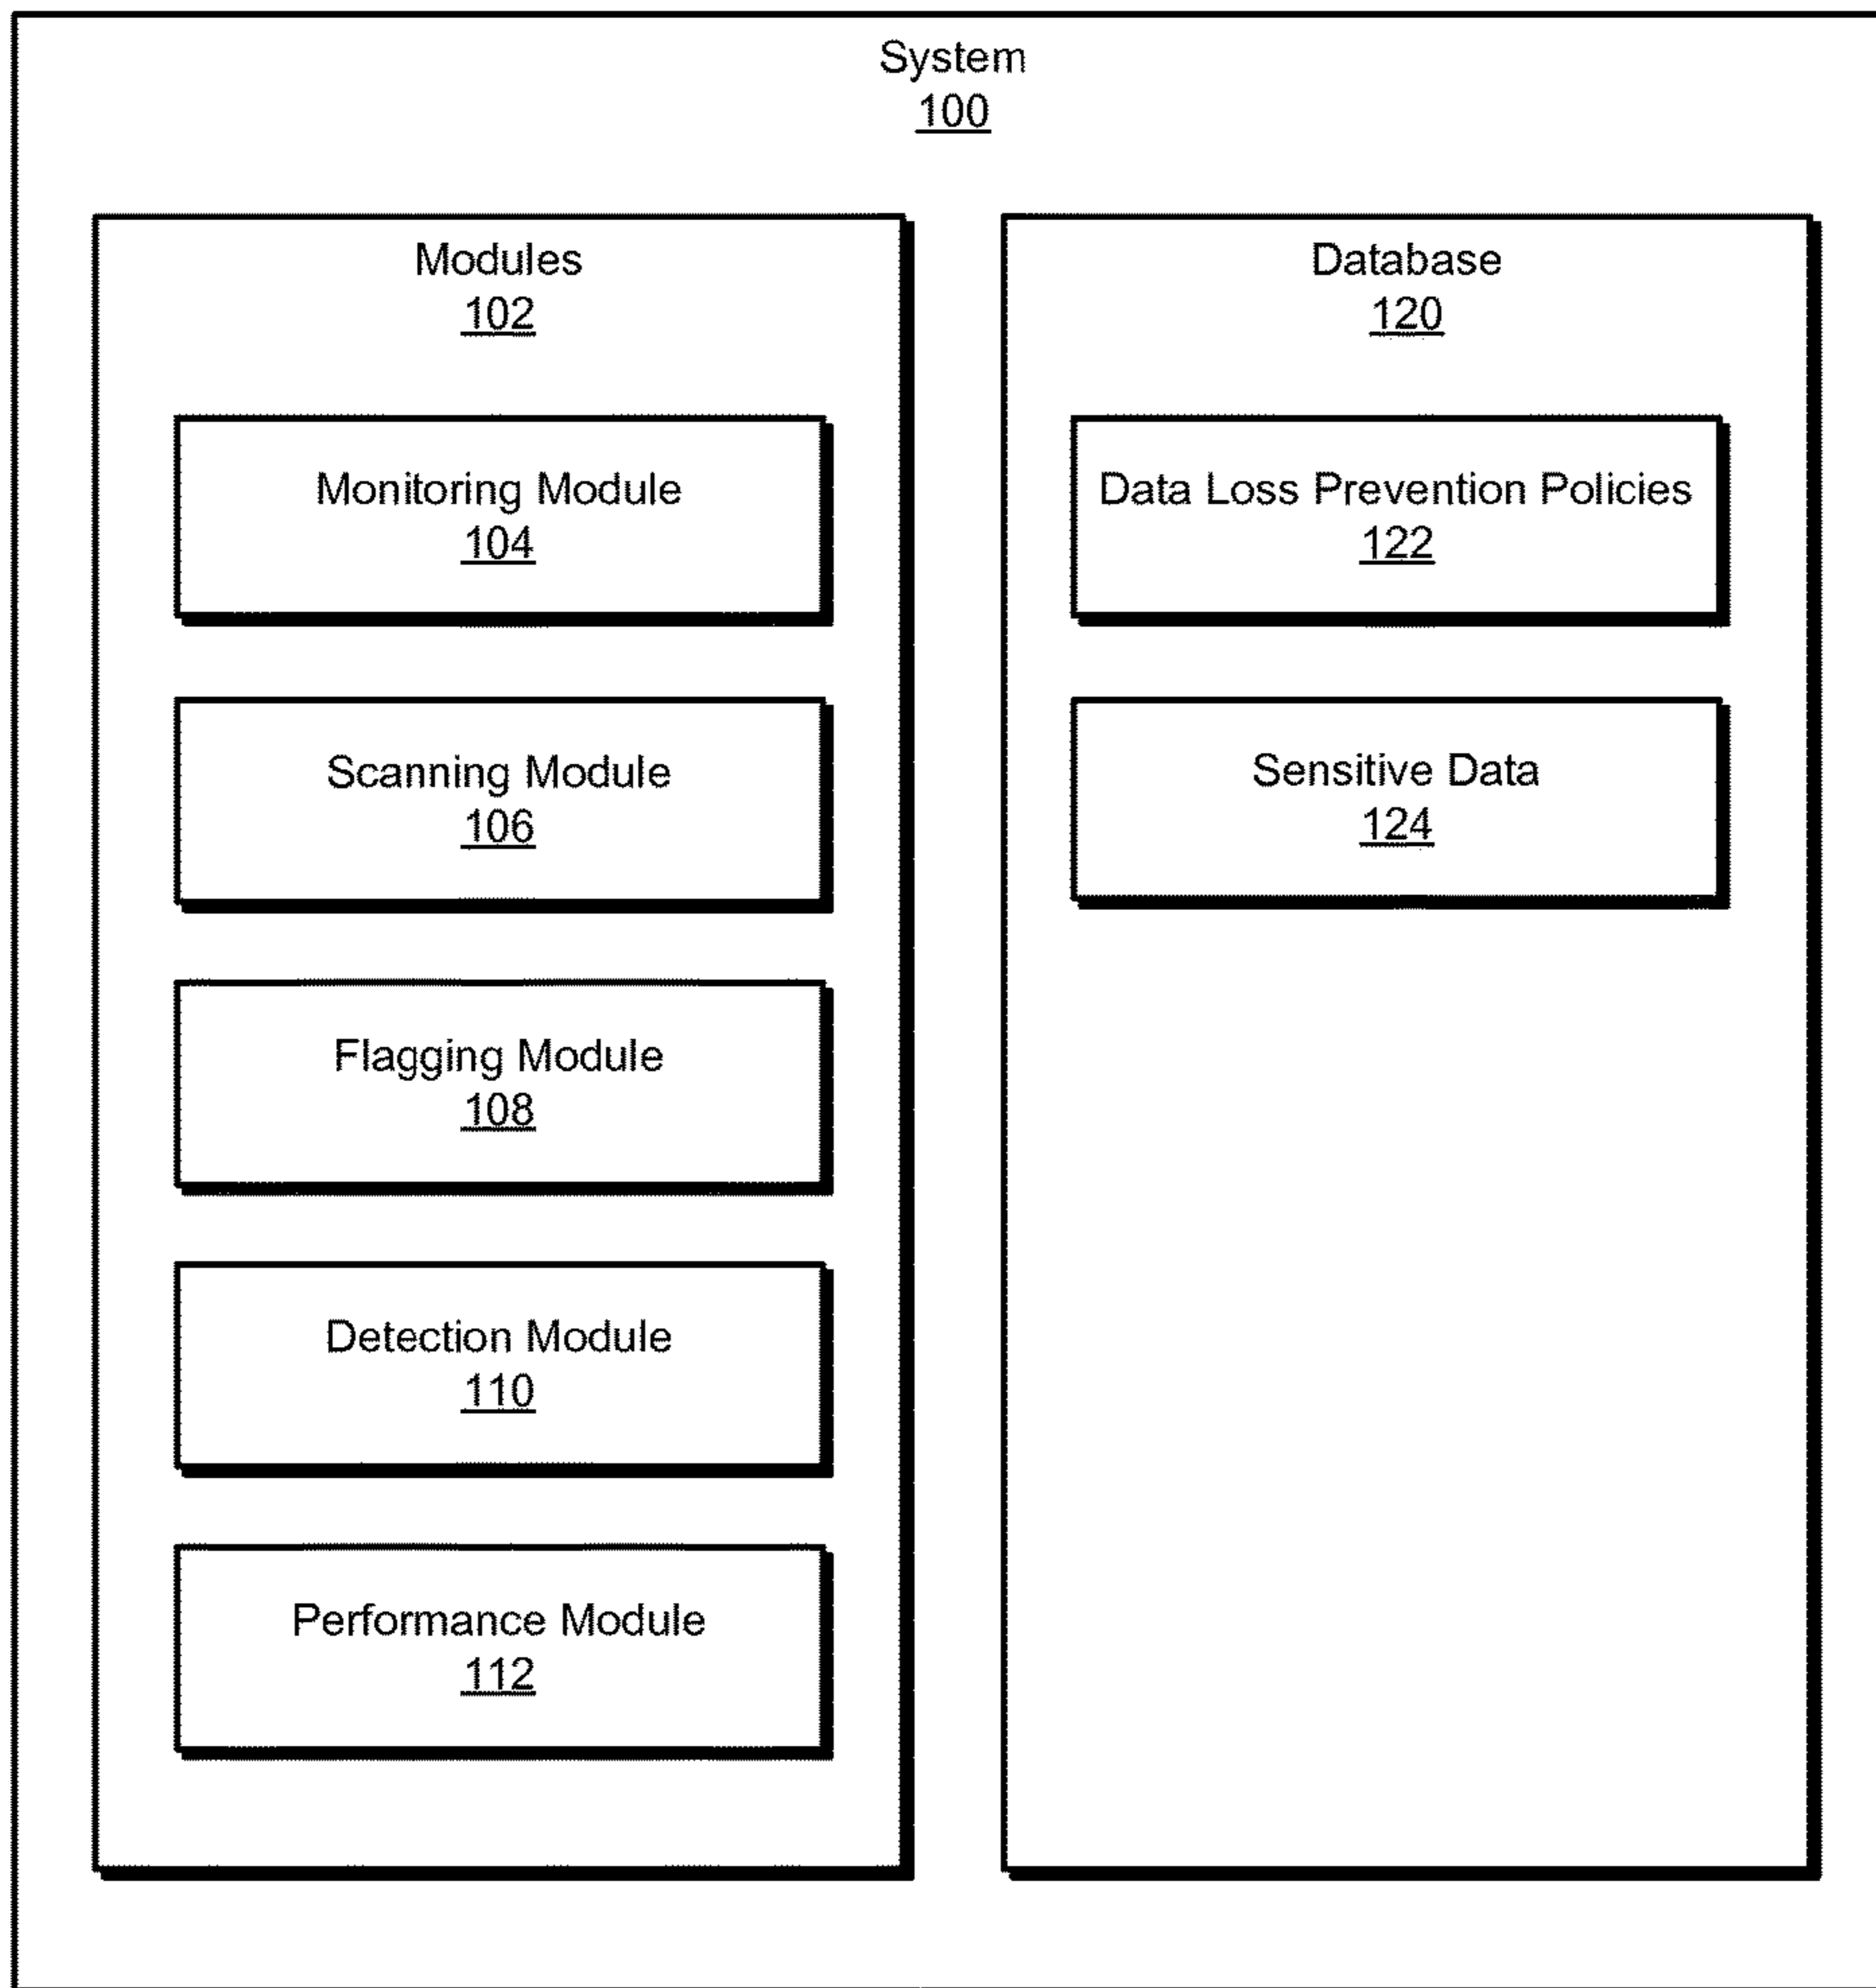 System
100
Modules
102
Monitoring Module
104
Scanning Module
106
Flagging Module
108
Detection Module
110
Performance Module
112
Database
120
Data Loss Prevention Policies
122
Sensitive Data
124